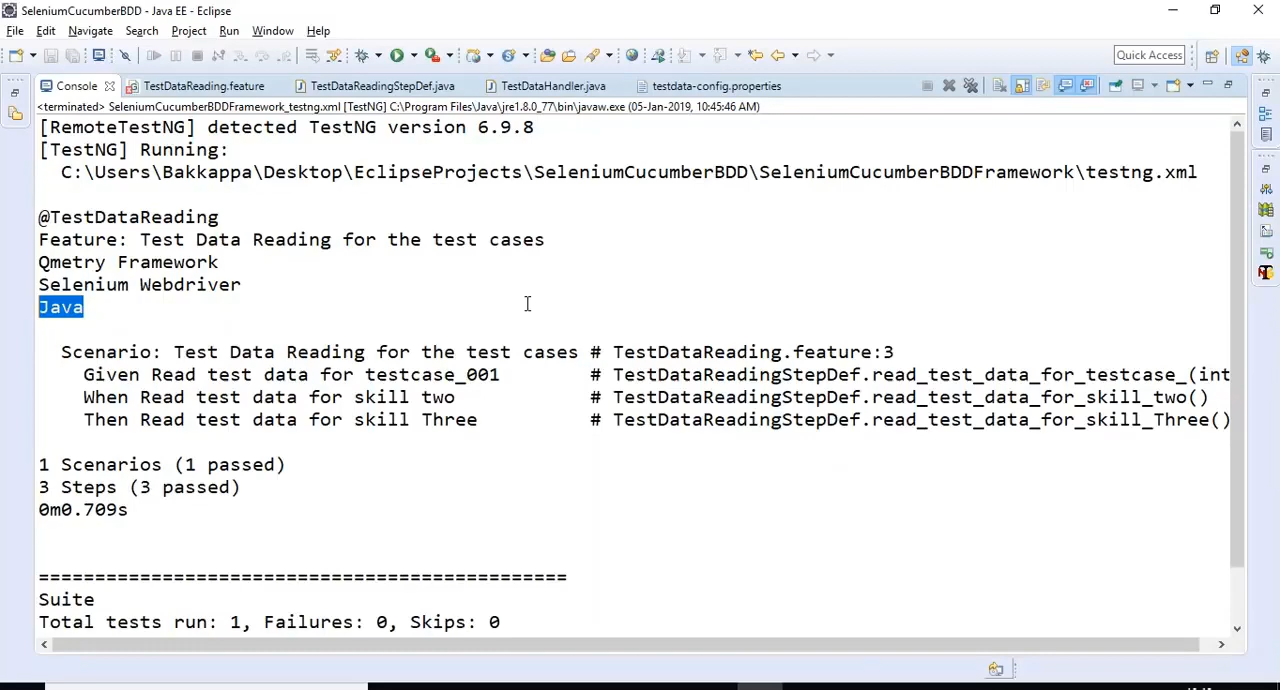 SeleniumCucumberBDD - Java EE - Eclipse
File Edit Navigate Search Project Run Window Help
Quick Access
Console TestDataReading.feature TestDataReadingStepDef.java TestDataHandler.java testdata-config.properties
<terminated> SeleniumCucumberBDDFramework_testng.xml [TestNG] C:\Program Files\Java\jre1.8.0_77\bin\javaw.exe (05-Jan-2019, 10:45:46 AM)
[RemoteTestNG] detected TestNG version 6.9.8
[TestNG] Running:
C:\Users\Bakkappa\Desktop\EclipseProjects\SeleniumCucumberBDD\SeleniumCucumberBDDFramework\testng.xml
@TestDataReading
Feature: Test Data Reading for the test cases
Qmetry Framework
Selenium Webdriver
Java
Scenario: Test Data Reading for the test cases # TestDataReading.feature:3
Given Read test data for testcase_001 # TestDataReadingStepDef.read_test_data_for_testcase_(int
When Read test data for skill two # TestDataReadingStepDef.read_test_data_for_skill_two()
Then Read test data for skill Three # TestDataReadingStepDef.read_test_data_for_skill_Three()
1 Scenarios (1 passed)
3 Steps (3 passed)
0m0.709s
===============================================
Suite
Total tests run: 1, Failures: 0, Skips: 0